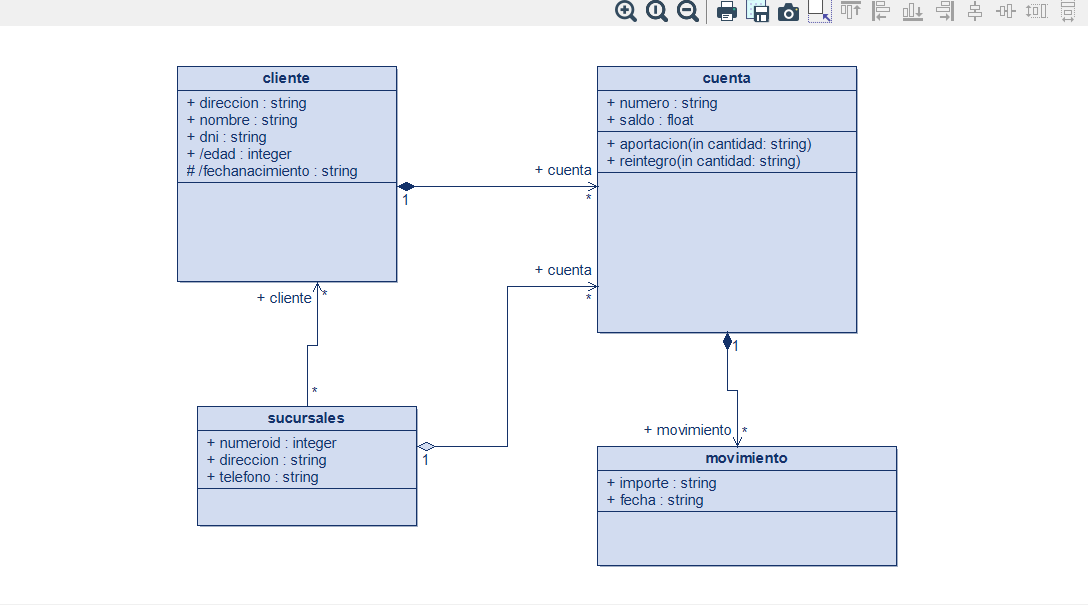 cliente
+ direccion : string
+ nombre : string
+ dni : string
+ /edad : integer
# /fechanacimiento : string
cuenta
+ numero : string
+ saldo : float
+ aportacion(in cantidad: string)
+ reintegro(in cantidad: string)
+ cuenta
1
*
+ cuenta
*
+ cliente
*
*
1
sucursales
+ numeroid : integer
+ direccion : string
+ telefono : string
1
+ movimiento
*
movimiento
+ importe : string
+ fecha : string